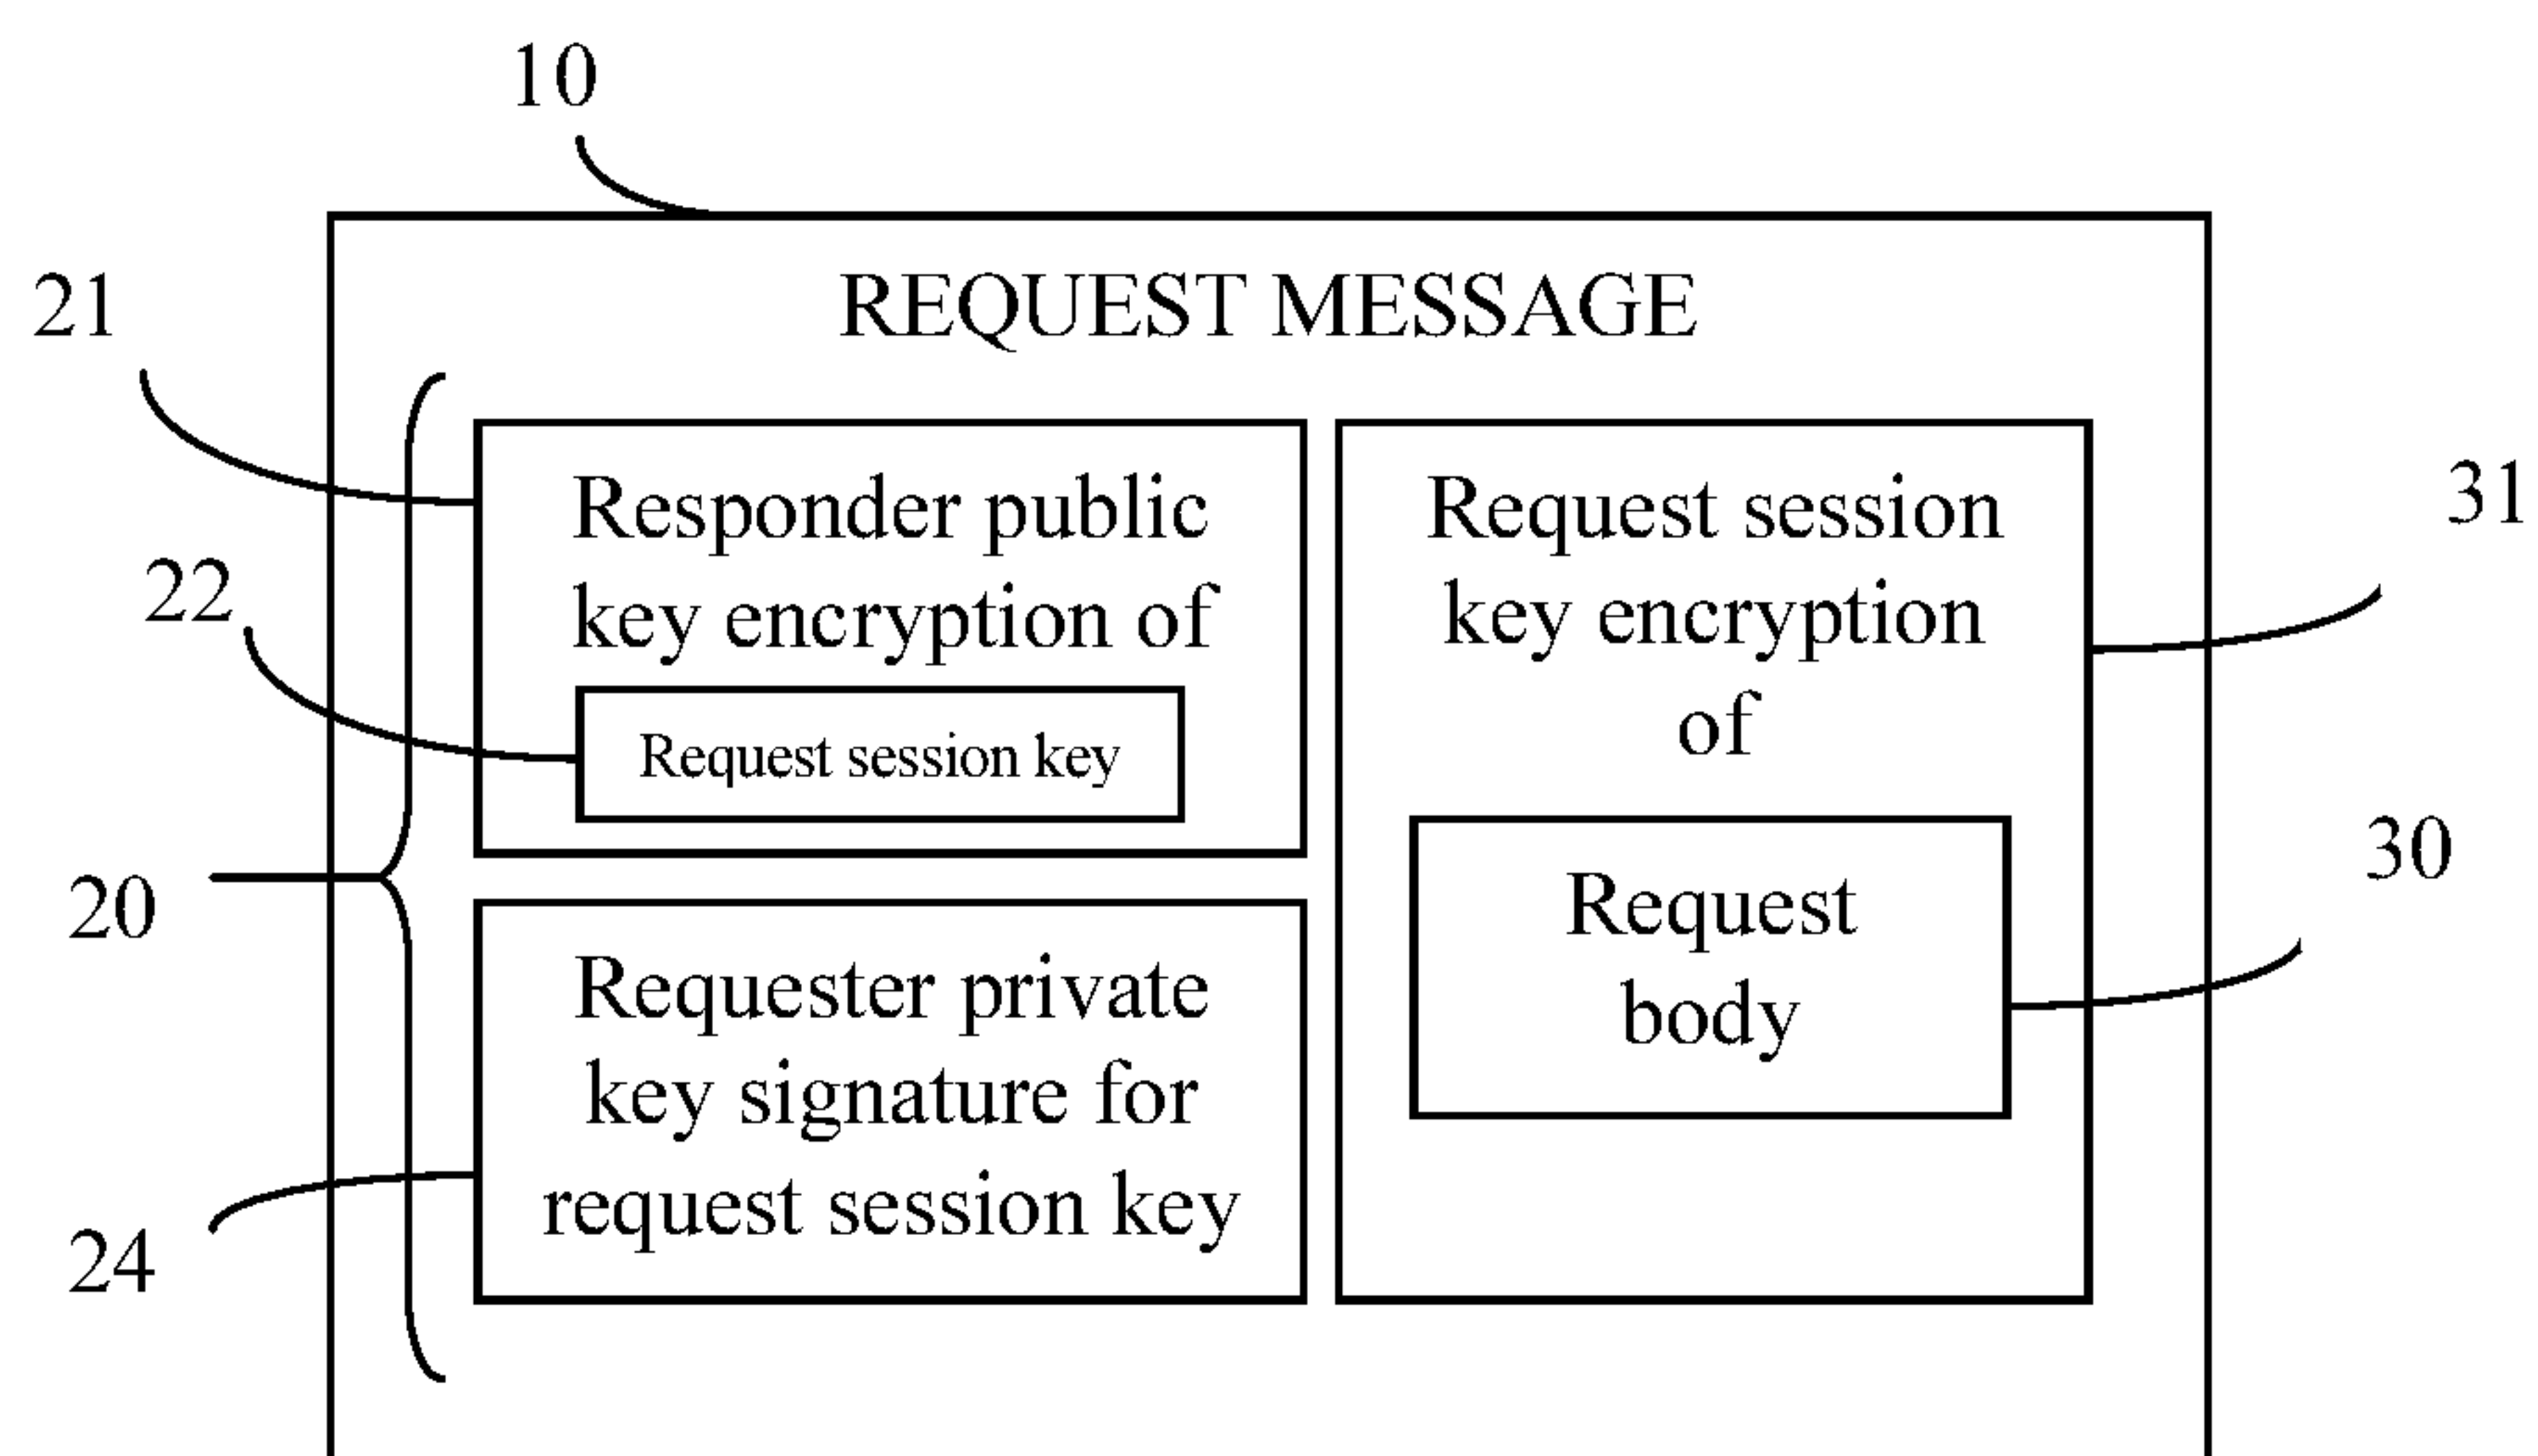 10
REQUEST MESSAGE
21
Responder public
key encryption of
22
Request session key
20
Requester private
key signature for
request session key
24
Request session
key encryption
of
31
Request
body
30